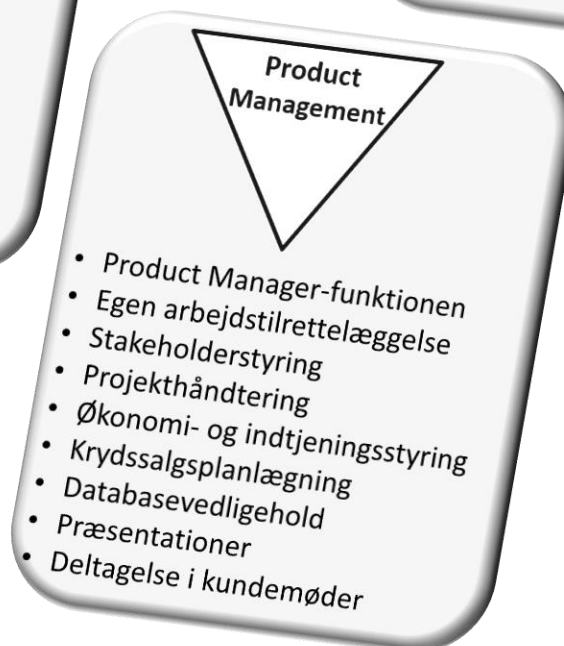 Product
Management
• Product Manager-funktionen
• Egen arbejdstilrettelæggelse
• Stakeholderstyring
• Projekthåndtering
• Økonomi- og indtjeningsstyring
• Krydssalgsplanlægning
• Databasevedligehold
• Præsentationer
• Deltagelse i kundemøder